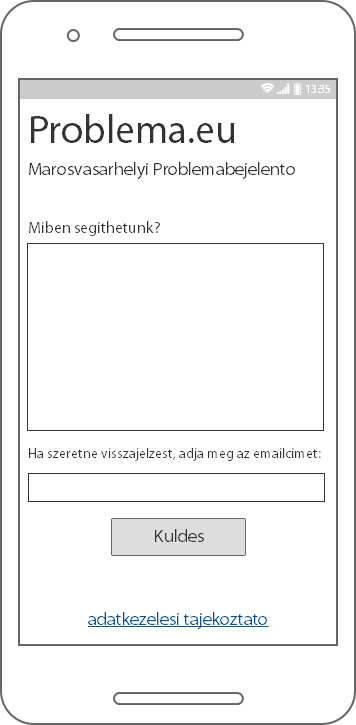 13:35
Problema.eu
Marosvasarhelyi Problemabejelento
Miben segithetunk?
Ha szeretne visszajelzest, adja meg az emailcimet:
Kuldes
adatkezelesi tajekoztato